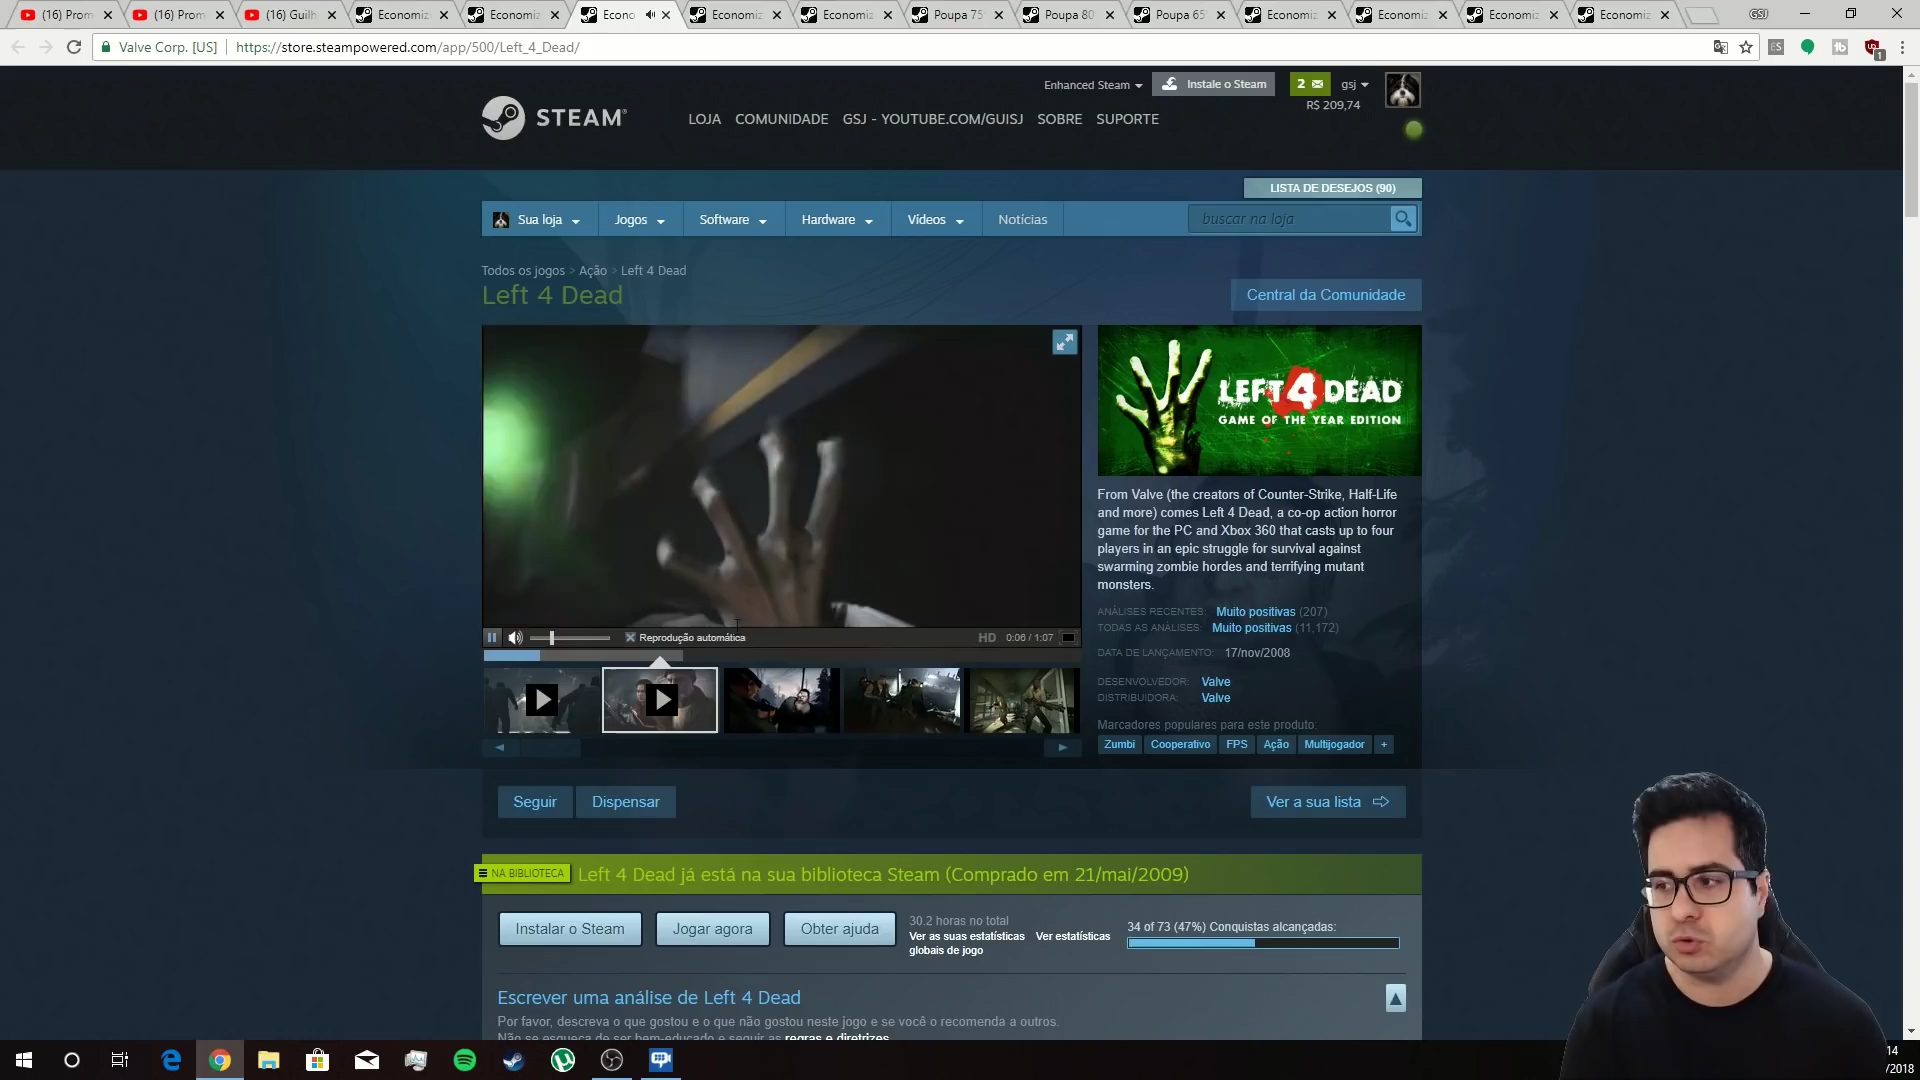 (16) Prom
(16) Prom
(16) Guilh
Economiz
Economiz
Econo
Economiz
Economiz
Poupa 75
Poupa 80
Poupa 65
Economiz
Economiz
Economiz
Economiz
GSJ
Valve Corp. [US]
https://store.steampowered.com/app/500/Left_4_Dead/
Enhanced Steam
Instale o Steam
2
gsj
R$ 209,74
STEAM
LOJA
COMUNIDADE
GSJ - YOUTUBE.COM/GUISJ
SOBRE
SUPORTE
LISTA DE DESEJOS (90)
Sua loja
Jogos
Software
Hardware
Vídeos
Notícias
buscar na loja
Todos os jogos > Ação > Left 4 Dead
Left 4 Dead
Central da Comunidade
LEFT 4 DEAD
GAME OF THE YEAR EDITION
From Valve (the creators of Counter-Strike, Half-Life
and more) comes Left 4 Dead, a co-op action horror
game for the PC and Xbox 360 that casts up to four
players in an epic struggle for survival against
swarming zombie hordes and terrifying mutant
monsters.
ANÁLISES RECENTES: Muito positivas (207)
TODAS AS ANÁLISES: Muito positivas (11,172)
DATA DE LANÇAMENTO: 17/nov/2008
DESENVOLVEDOR: Valve
DISTRIBUIDORA: Valve
Marcadores populares para este produto:
Zumbi
Cooperativo
FPS
Ação
Multijogador
+
Reprodução automática
HD
0:06 / 1:07
Seguir
Dispensar
Ver a sua lista
NA BIBLIOTECA
Left 4 Dead já está na sua biblioteca Steam (Comprado em 21/mai/2009)
Instalar o Steam
Jogar agora
Obter ajuda
30.2 horas no total
Ver as suas estatísticas
globais de jogo
Ver estatísticas
34 of 73 (47%) Conquistas alcançadas:
Escrever uma análise de Left 4 Dead
Por favor, descreva o que gostou e o que não gostou neste jogo e se você o recomenda a outros.
Não se esqueça de ser bem-educado e seguir as regras e diretrizes.
14
/2018